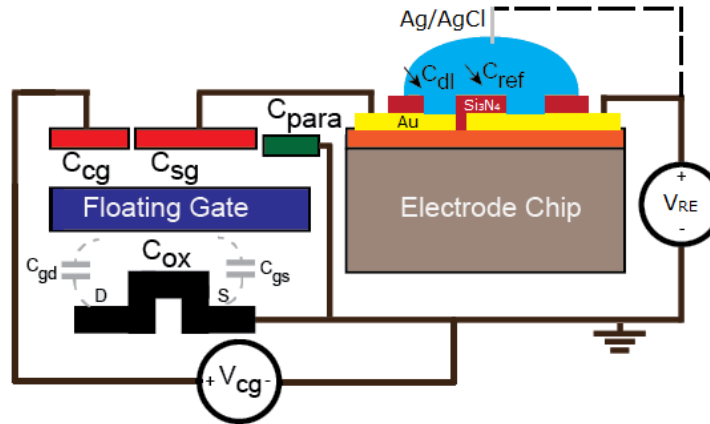 Ag/AgCl
Cdl
Cref
Si3N4
Au
Cpara
Ccg
Csg
Floating Gate
Electrode Chip
VRE
+
-
Cox
Cgd
Cgs
D
S
+ Vcg -